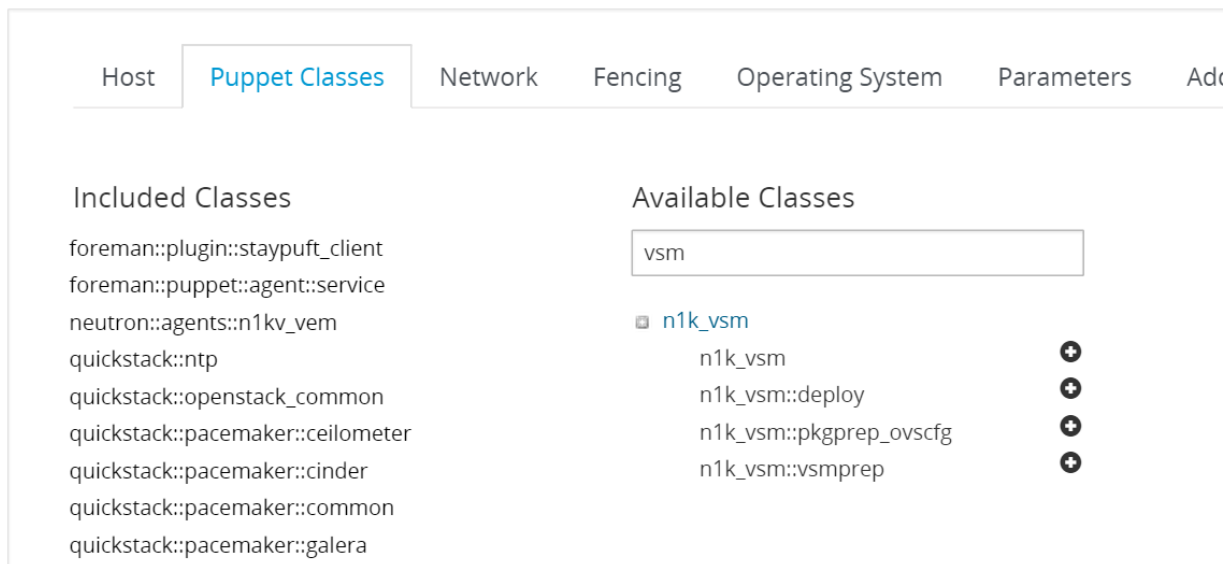 Host Puppet Classes Network Fencing Operating System Parameters
Included Classes
foreman::plugin::staypuft_client
foreman::puppet::agent::service
neutron::agents::n1kv_vem
quickstack::ntp
quickstack::openstack_common
quickstack::pacemaker::ceilometer
quickstack::pacemaker::cinder
quickstack::pacemaker::common
quickstack::pacemaker::galera
Available Classes
vsm
n1k_vsm
n1k_vsm
n1k_vsm::deploy
n1k_vsm::pkgprep_ovscfg
n1k_vsm::vsmprep